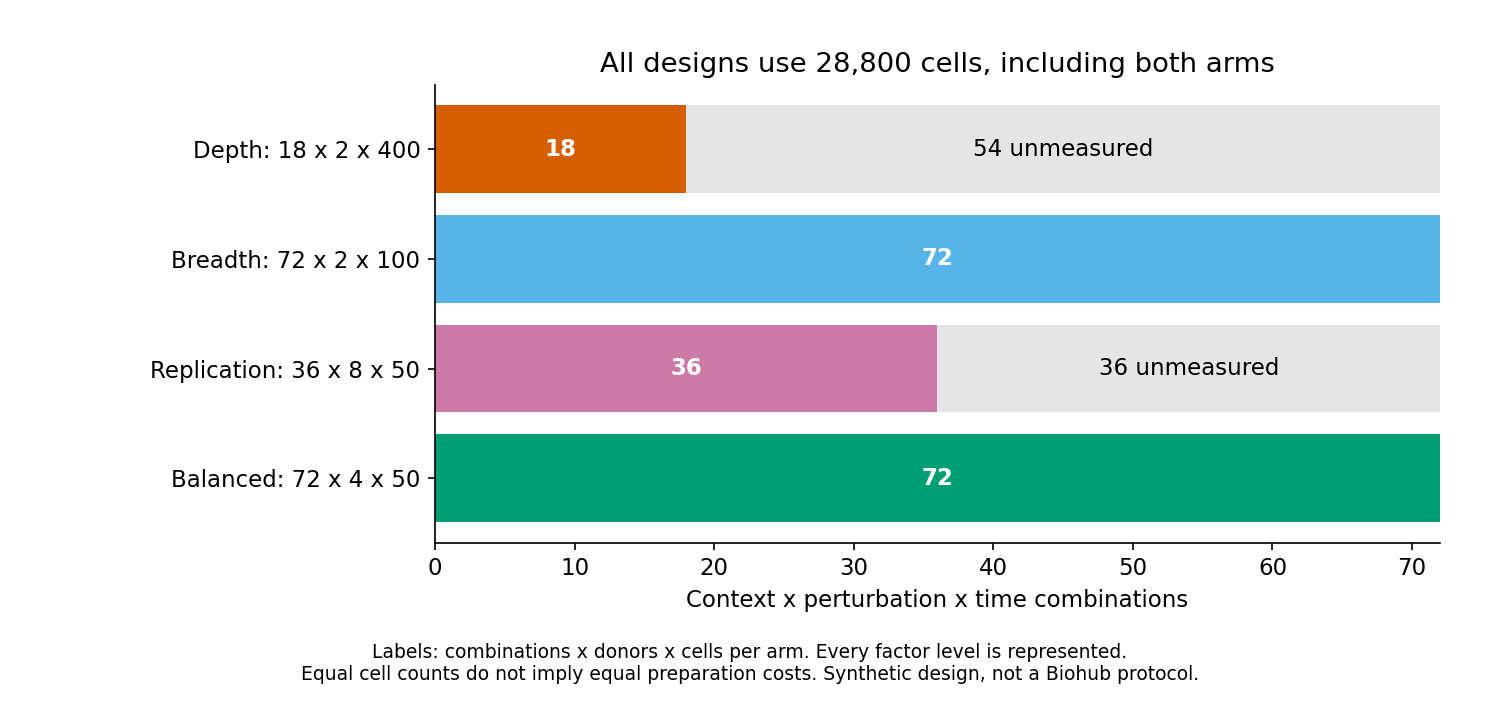 All designs use 28,800 cells, including both arms
Depth: 18 x 2 x 400
18
54 unmeasured
Breadth: 72 x 2 x 100
72
Replication: 36 x 8 x 50
36
36 unmeasured
Balanced: 72 x 4 x 50
72
0 10 20 30 40 50 60 70
Context x perturbation x time combinations
Labels: combinations x donors x cells per arm. Every factor level is represented.
Equal cell counts do not imply equal preparation costs. Synthetic design, not a Biohub protocol.